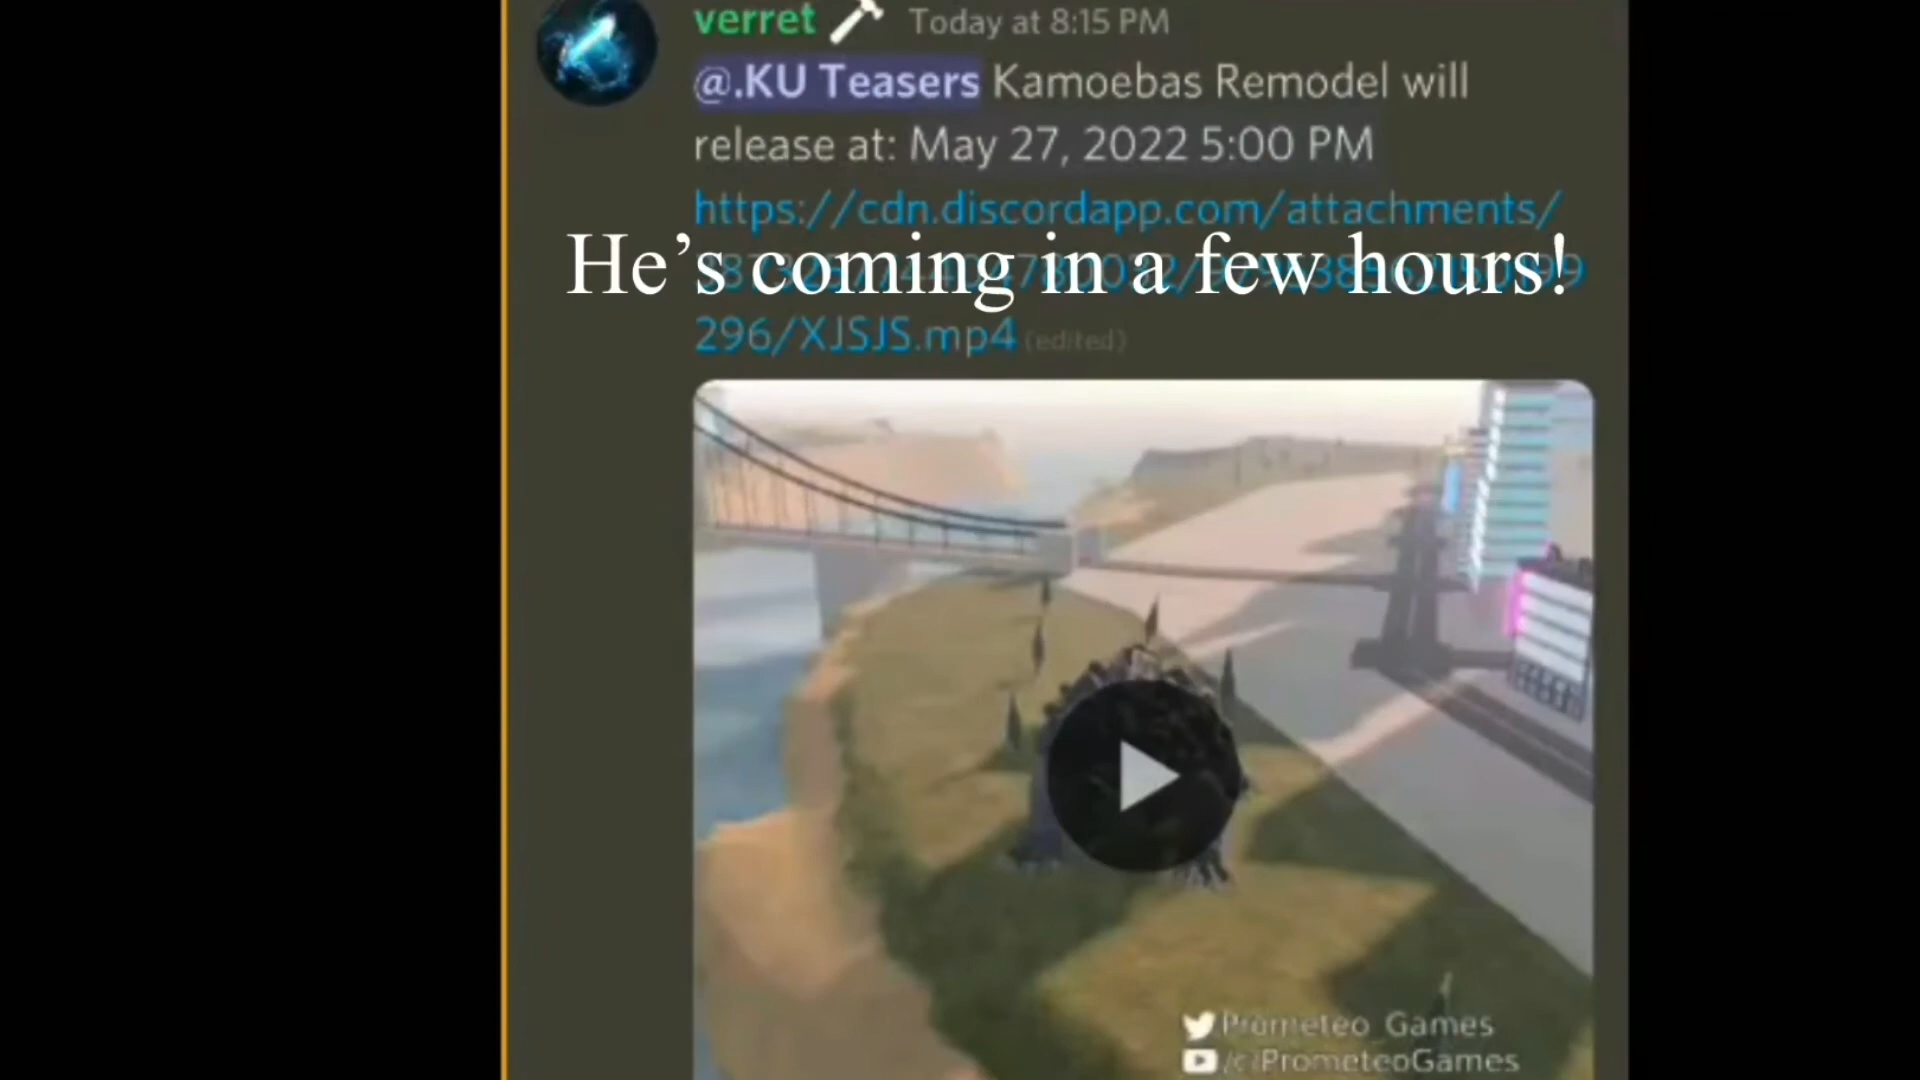 verret Today at 8:15 PM
@.KU Teasers Kamoebas Remodel will
release at: May 27, 2022 5:00 PM
https://cdn.discordapp.com/attachments/
He’s coming in a few hours!
296/XJSJS.mp4 (edited)
Prometeo_Games
/c/PrometeoGames